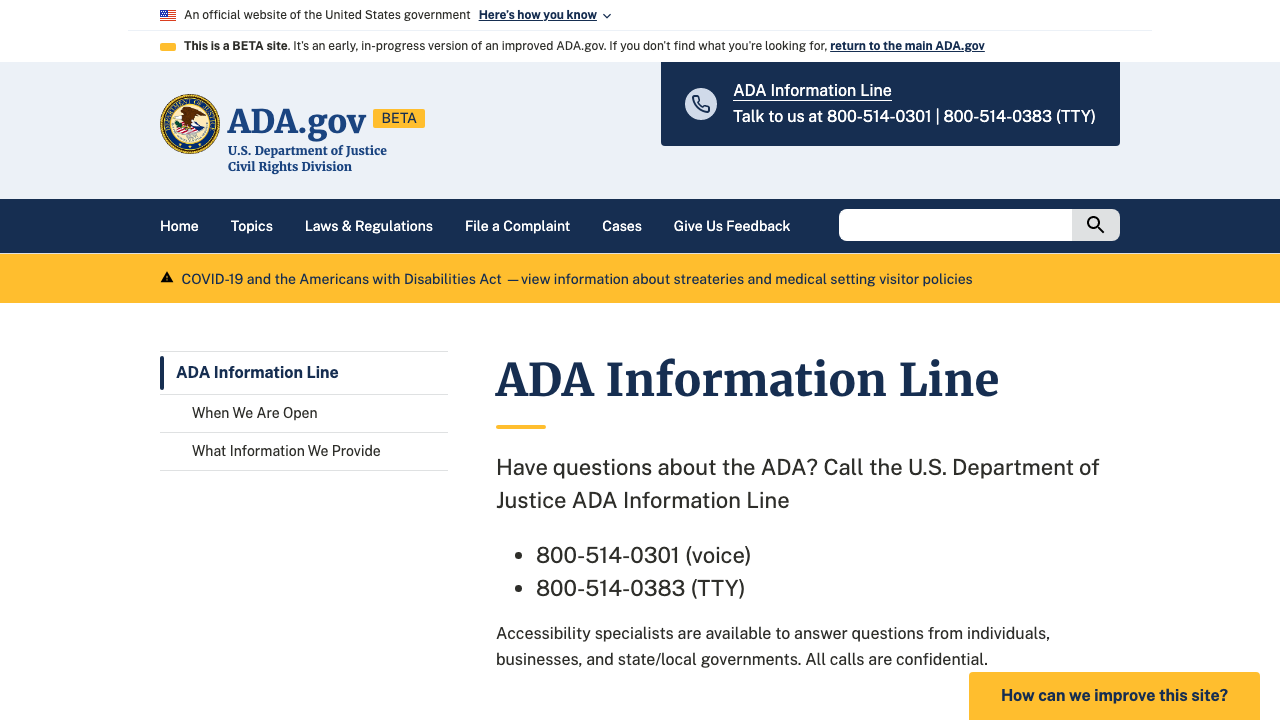 An official website of the United States government Here's how you know
This is a BETA site. It's an early, in-progress version of an improved ADA.gov. If you don't find what you're looking for, return to the main ADA.gov
ADA.gov BETA
U.S. Department of Justice
Civil Rights Division
ADA Information Line
Talk to us at 800-514-0301 | 800-514-0383 (TTY)
Home Topics Laws & Regulations File a Complaint Cases Give Us Feedback
COVID-19 and the Americans with Disabilities Act — view information about streateries and medical setting visitor policies
ADA Information Line
When We Are Open
What Information We Provide
ADA Information Line
Have questions about the ADA? Call the U.S. Department of
Justice ADA Information Line
• 800-514-0301 (voice)
• 800-514-0383 (TTY)
Accessibility specialists are available to answer questions from individuals,
businesses, and state/local governments. All calls are confidential.
How can we improve this site?